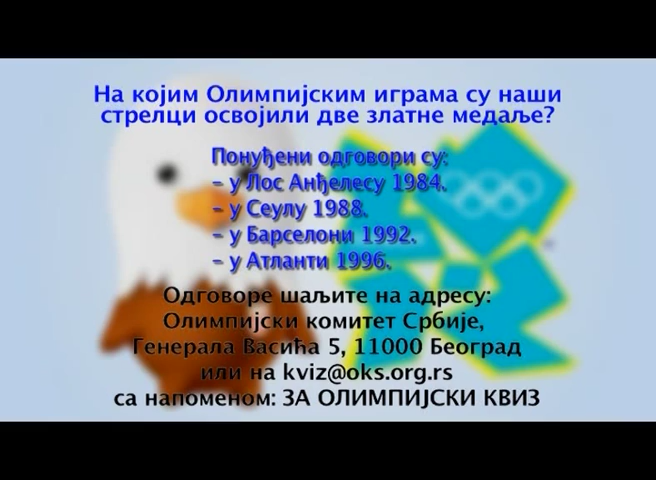 На којим Олимпијским играма су наши
стрелци освојили две златне медаље?
Понуђени одговори су:
– у Лос Анђелесу 1984.
– у Сеулу 1988.
– у Барселони 1992.
– у Атланти 1996.
Одговоре шаљите на адресу:
Олимпијски комитет Србије,
Генерала Васића 5, 11000 Београд
или на kviz@oks.org.rs
са напоменом: ЗА ОЛИМПИЈСКИ КВИЗ